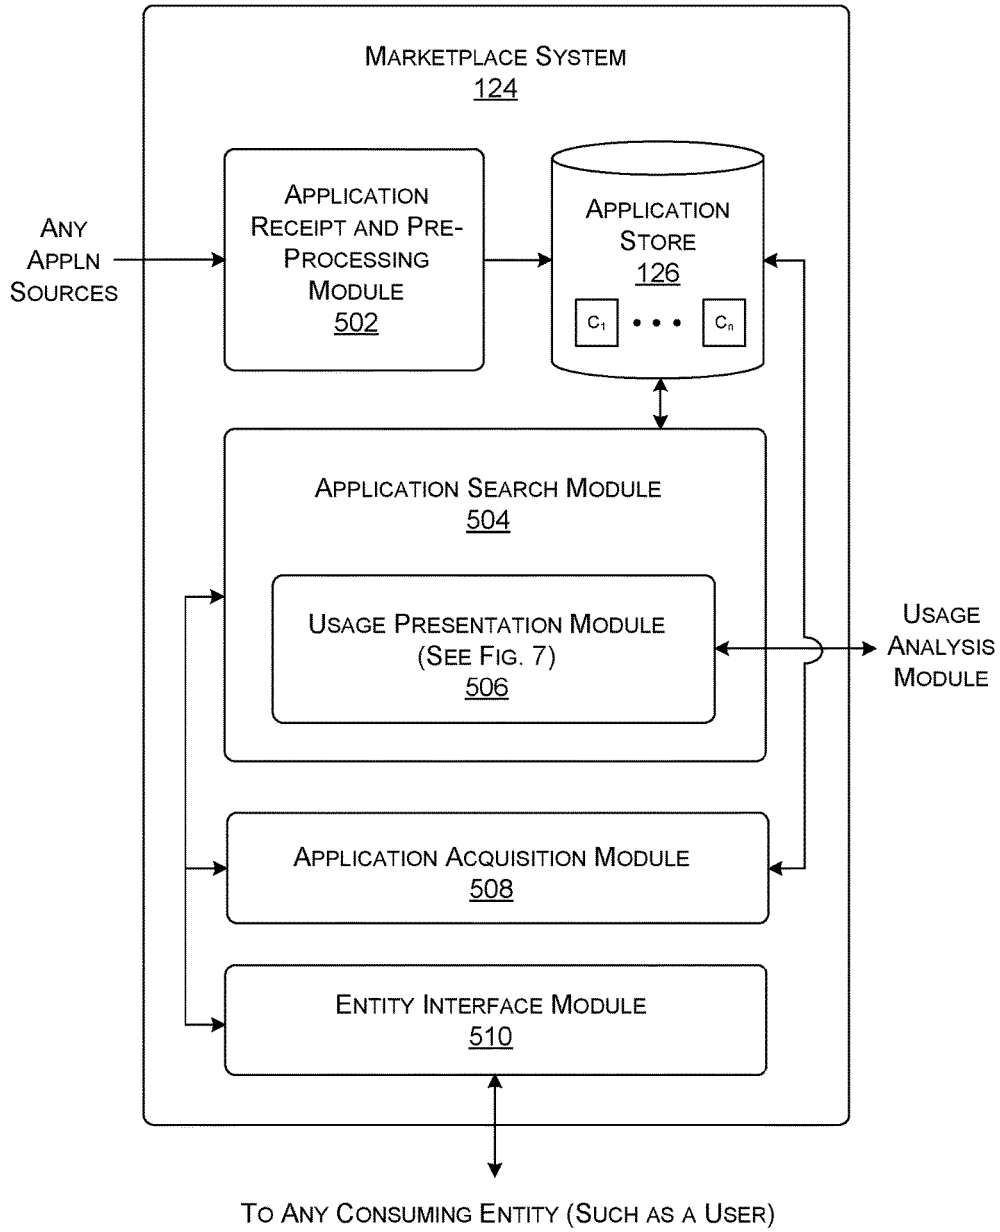 MARKETPLACE SYSTEM
124
APPLICATION
RECEIPT AND PRE-
PROCESSING
MODULE
502
APPLICATION
STORE
126
C1 • • • Cn
ANY
APPLN
SOURCES
APPLICATION SEARCH MODULE
504
USAGE PRESENTATION MODULE
(SEE FIG. 7)
506
USAGE
ANALYSIS
MODULE
APPLICATION ACQUISITION MODULE
508
ENTITY INTERFACE MODULE
510
TO ANY CONSUMING ENTITY (SUCH AS A USER)